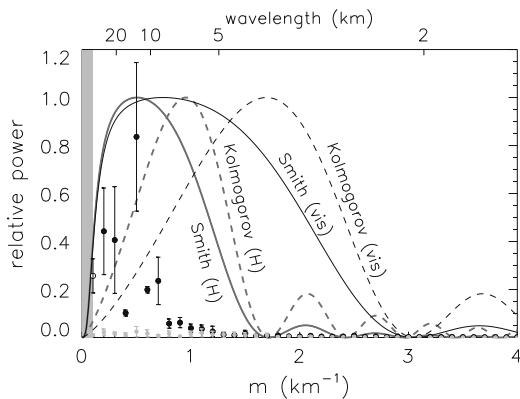 wavelength (km)
20 10 5 2
1.2
1.0
0.8
0.6
0.4
0.2
0.0
relative power
Smith (H)
Kolmogorov (H)
Smith (vis)
Kolmogorov (vis)
0 1 2 3 4
m (km⁻¹)